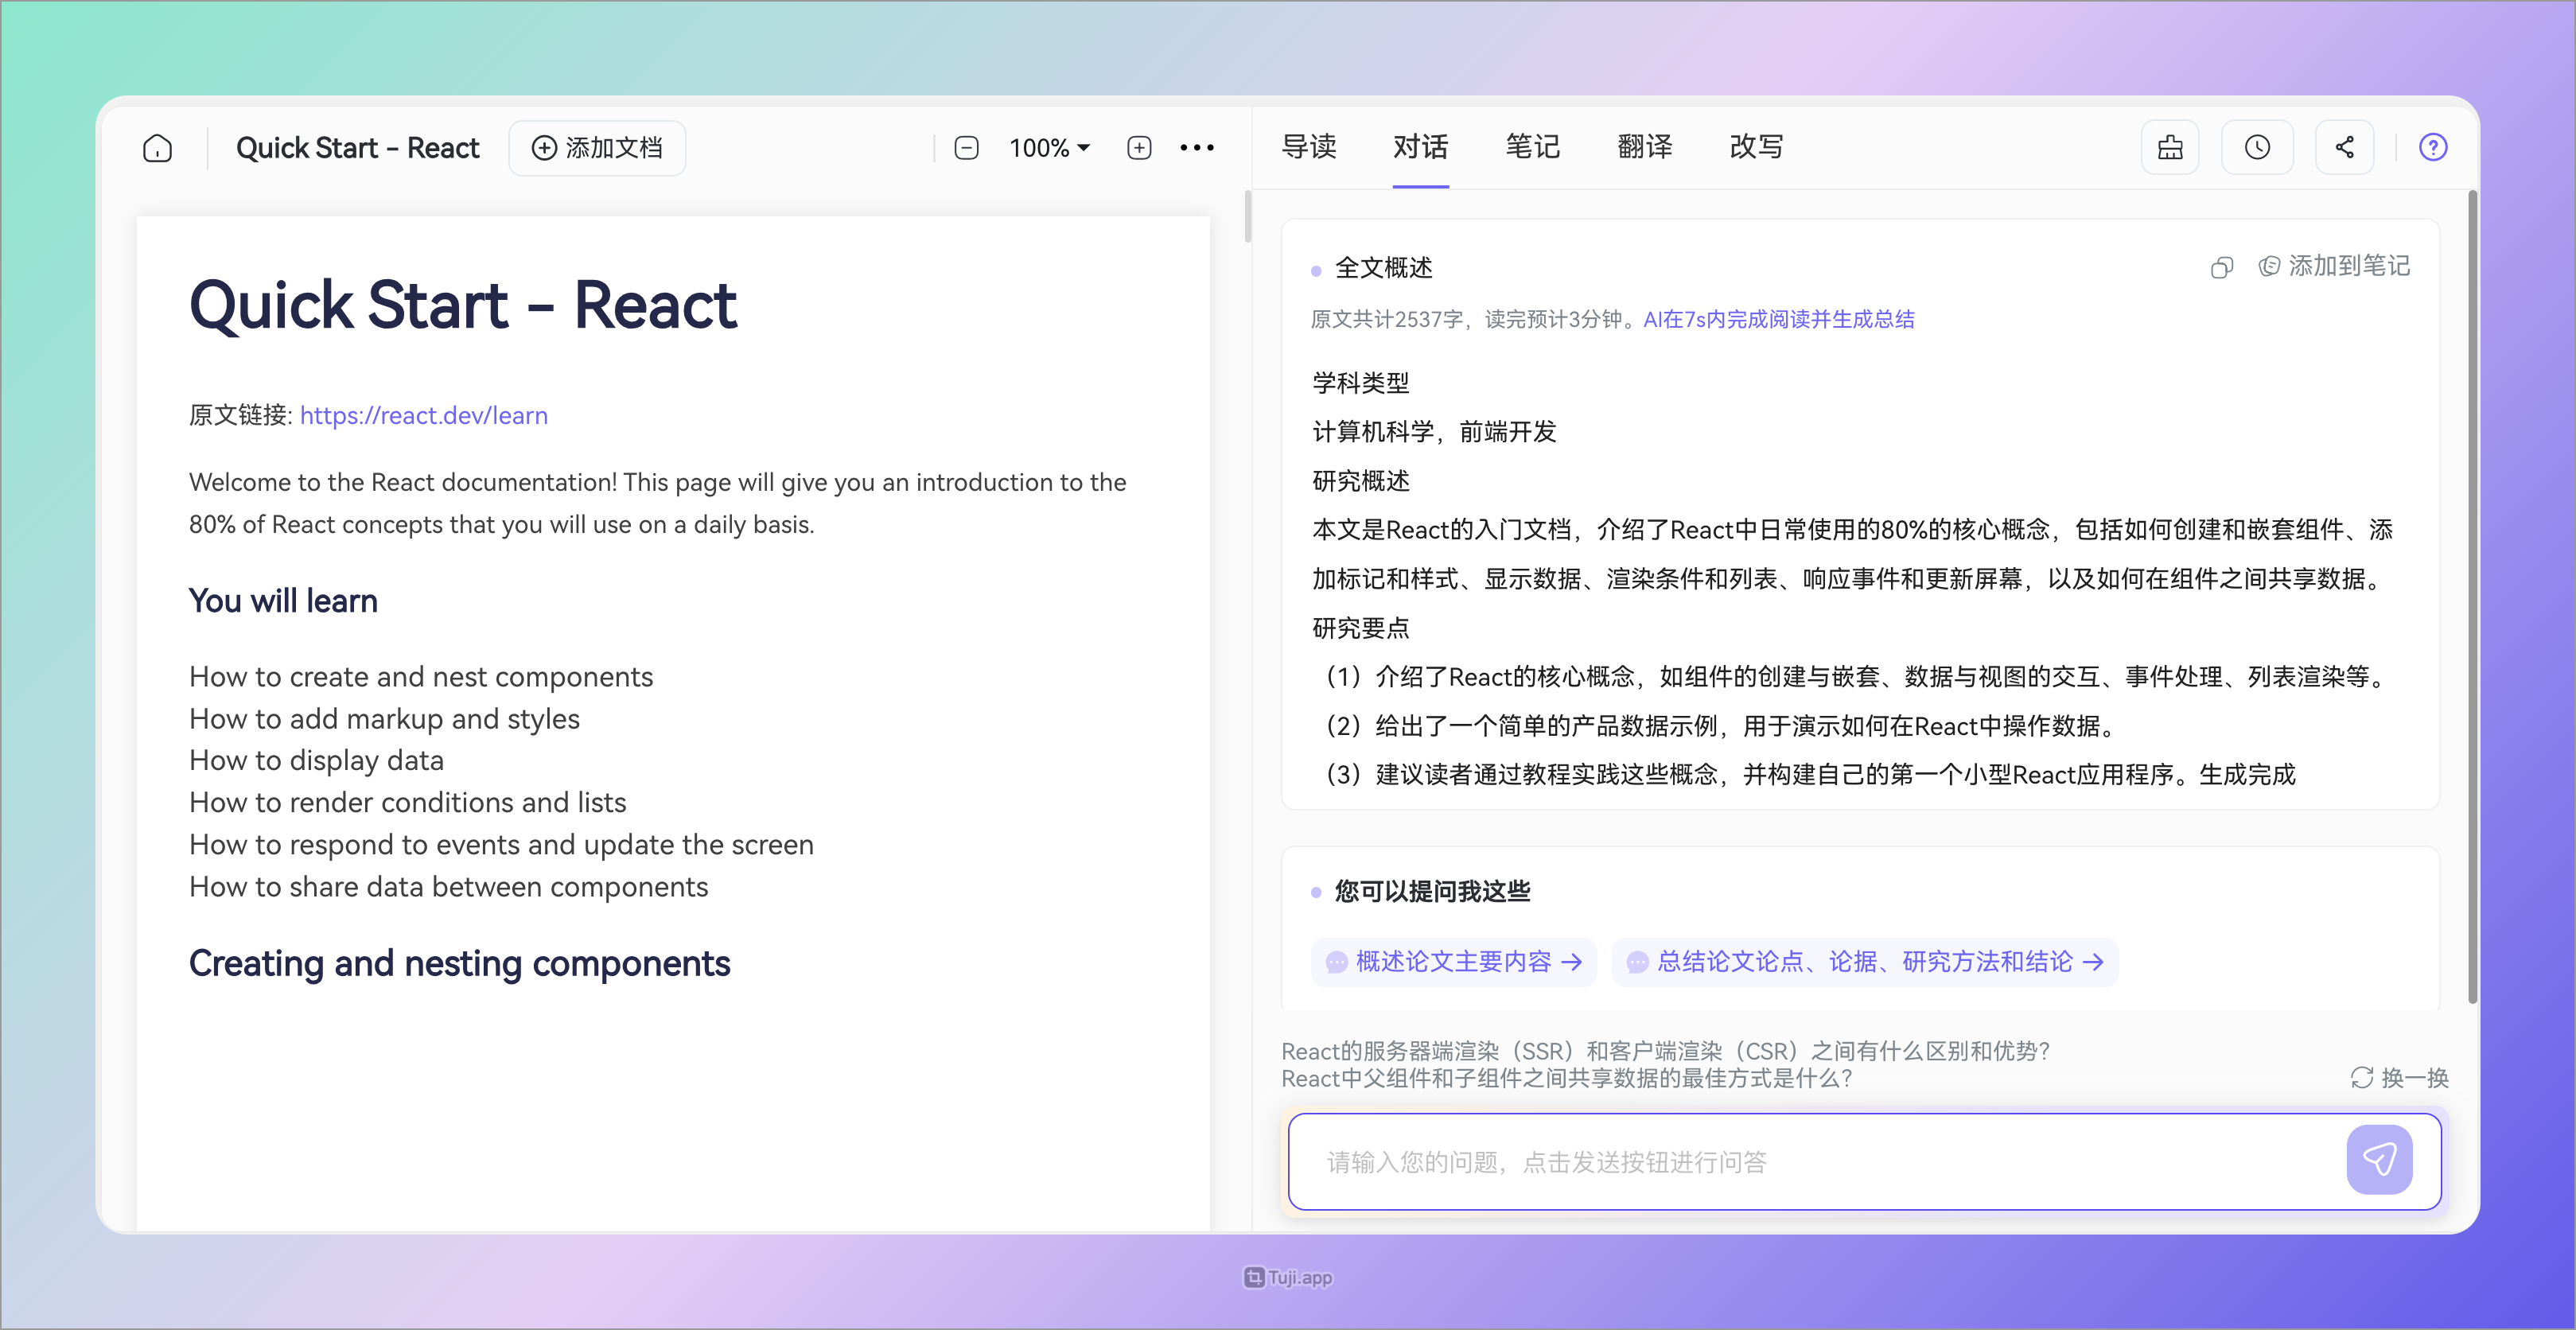 Quick Start - React
添加文档
100%
Quick Start - React
原文链接: https://react.dev/learn
Welcome to the React documentation! This page will give you an introduction to the
80% of React concepts that you will use on a daily basis.
You will learn
How to create and nest components
How to add markup and styles
How to display data
How to render conditions and lists
How to respond to events and update the screen
How to share data between components
Creating and nesting components
导读 对话 笔记 翻译 改写
全文概述
添加到笔记
原文共计2537字，读完预计3分钟。AI在7s内完成阅读并生成总结
学科类型
计算机科学，前端开发
研究概述
本文是React的入门文档，介绍了React中日常使用的80%的核心概念，包括如何创建和嵌套组件、添
加标记和样式、显示数据、渲染条件和列表、响应事件和更新屏幕，以及如何在组件之间共享数据。
研究要点
（1）介绍了React的核心概念，如组件的创建与嵌套、数据与视图的交互、事件处理、列表渲染等。
（2）给出了一个简单的产品数据示例，用于演示如何在React中操作数据。
（3）建议读者通过教程实践这些概念，并构建自己的第一个小型React应用程序。生成完成
您可以提问我这些
概述论文主要内容→ 总结论文论点、论据、研究方法和结论→
React的服务器端渲染（SSR）和客户端渲染（CSR）之间有什么区别和优势？
React中父组件和子组件之间共享数据的最佳方式是什么？
换一换
请输入您的问题，点击发送按钮进行问答
Tuji.app